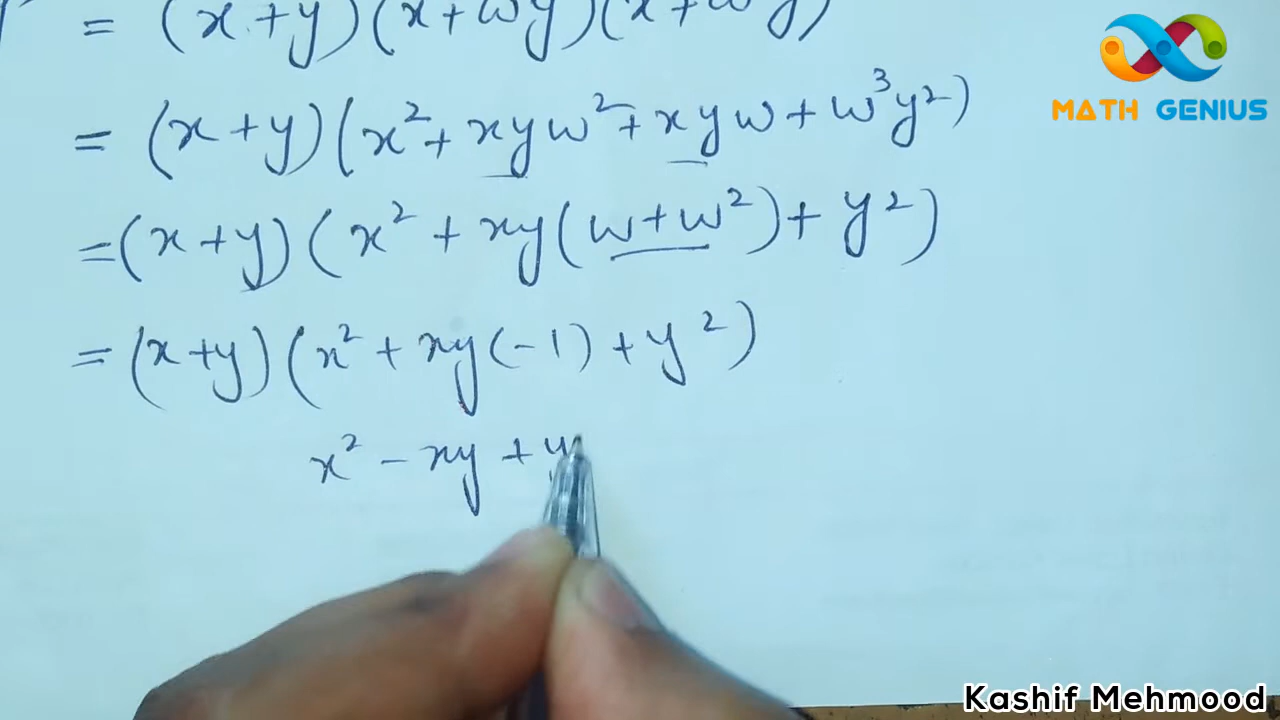 = (x+y)(x+ωy)(x+ω y)
MATH GENIUS
= (x+y)(x²+xyω²+xyω+ω³y²)
=(x+y)(x²+xy(ω+ω²)+y²)
=(x+y)(x²+xy(-1)+y²)
x²-xy+y
Kashif Mehmood